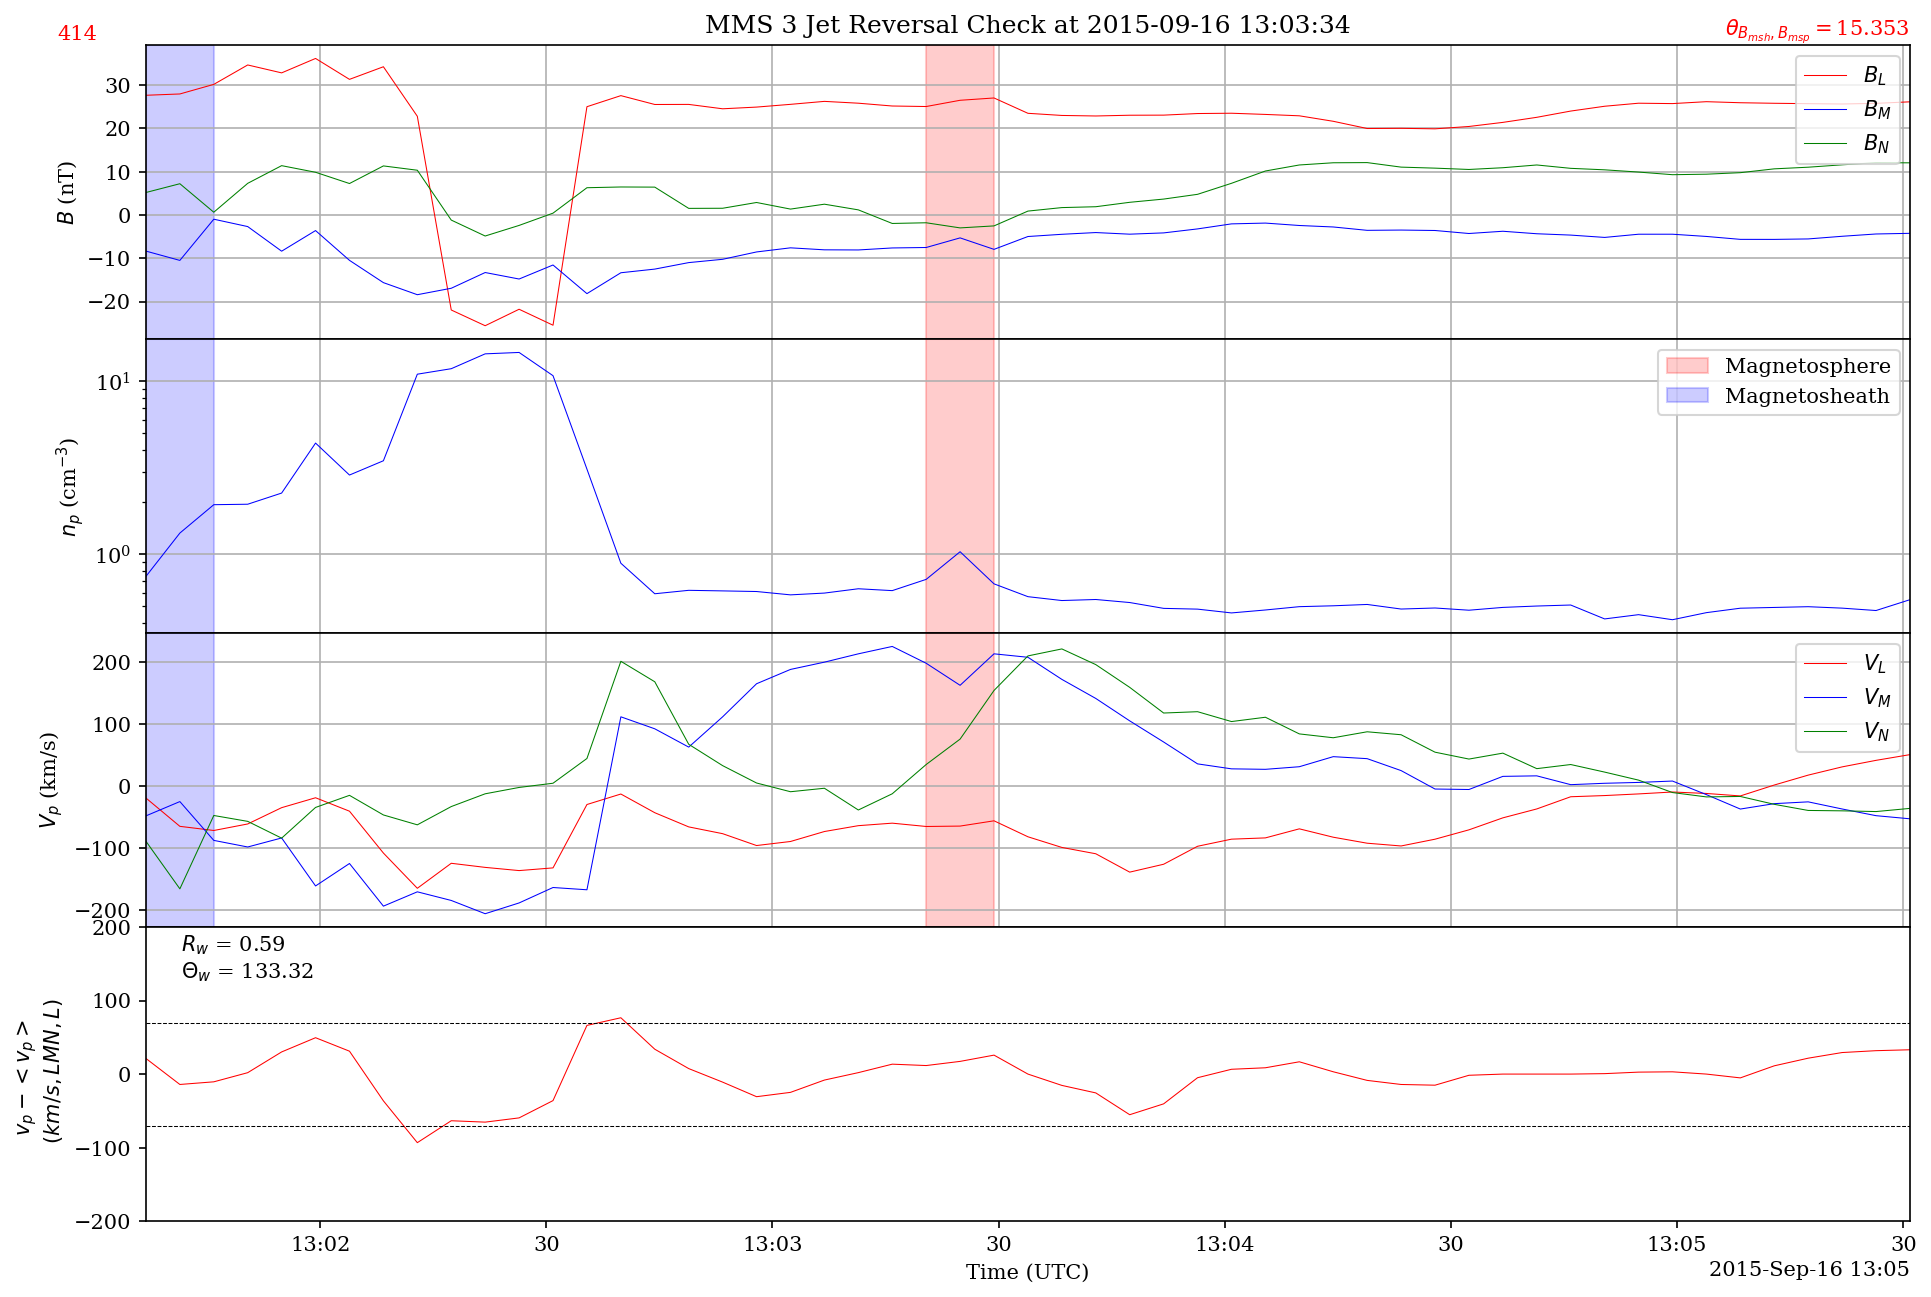 MMS 3 Jet Reversal Check at 2015-09-16 13:03:34
414
θ_{B_{msh}, B_{msp}} = 15.353
B (nT)
30
20
10
0
−10
−20
B_L
B_M
B_N
n_p (cm^{−3})
10^1
10^0
Magnetosphere
Magnetosheath
V_p (km/s)
200
100
0
−100
−200
V_L
V_M
V_N
v_p − < v_p >
(km/s, LMN, L)
200
100
0
−100
−200
R_w = 0.59
Θ_w = 133.32
13:02 30 13:03 30 13:04 30 13:05 30
Time (UTC)
2015-Sep-16 13:05